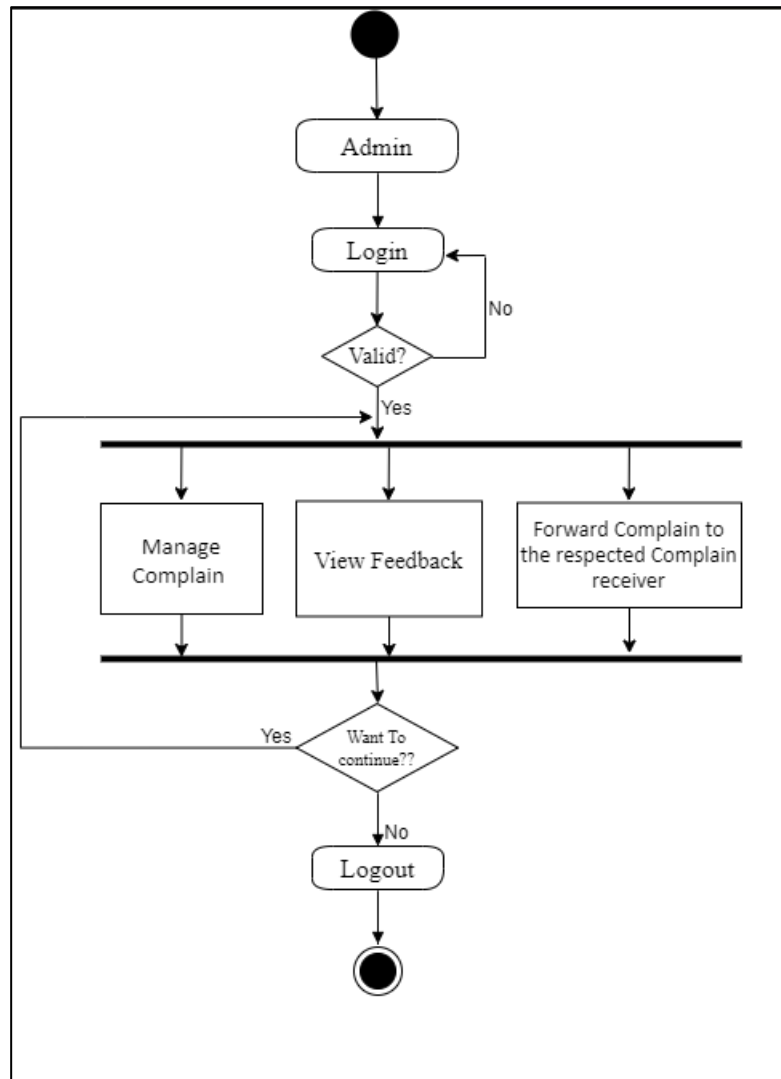 Admin
Login
No
Valid?
Yes
Manage
Complain
View Feedback
Forward Complain to
the respected Complain
receiver
Yes
Want To
continue??
No
Logout